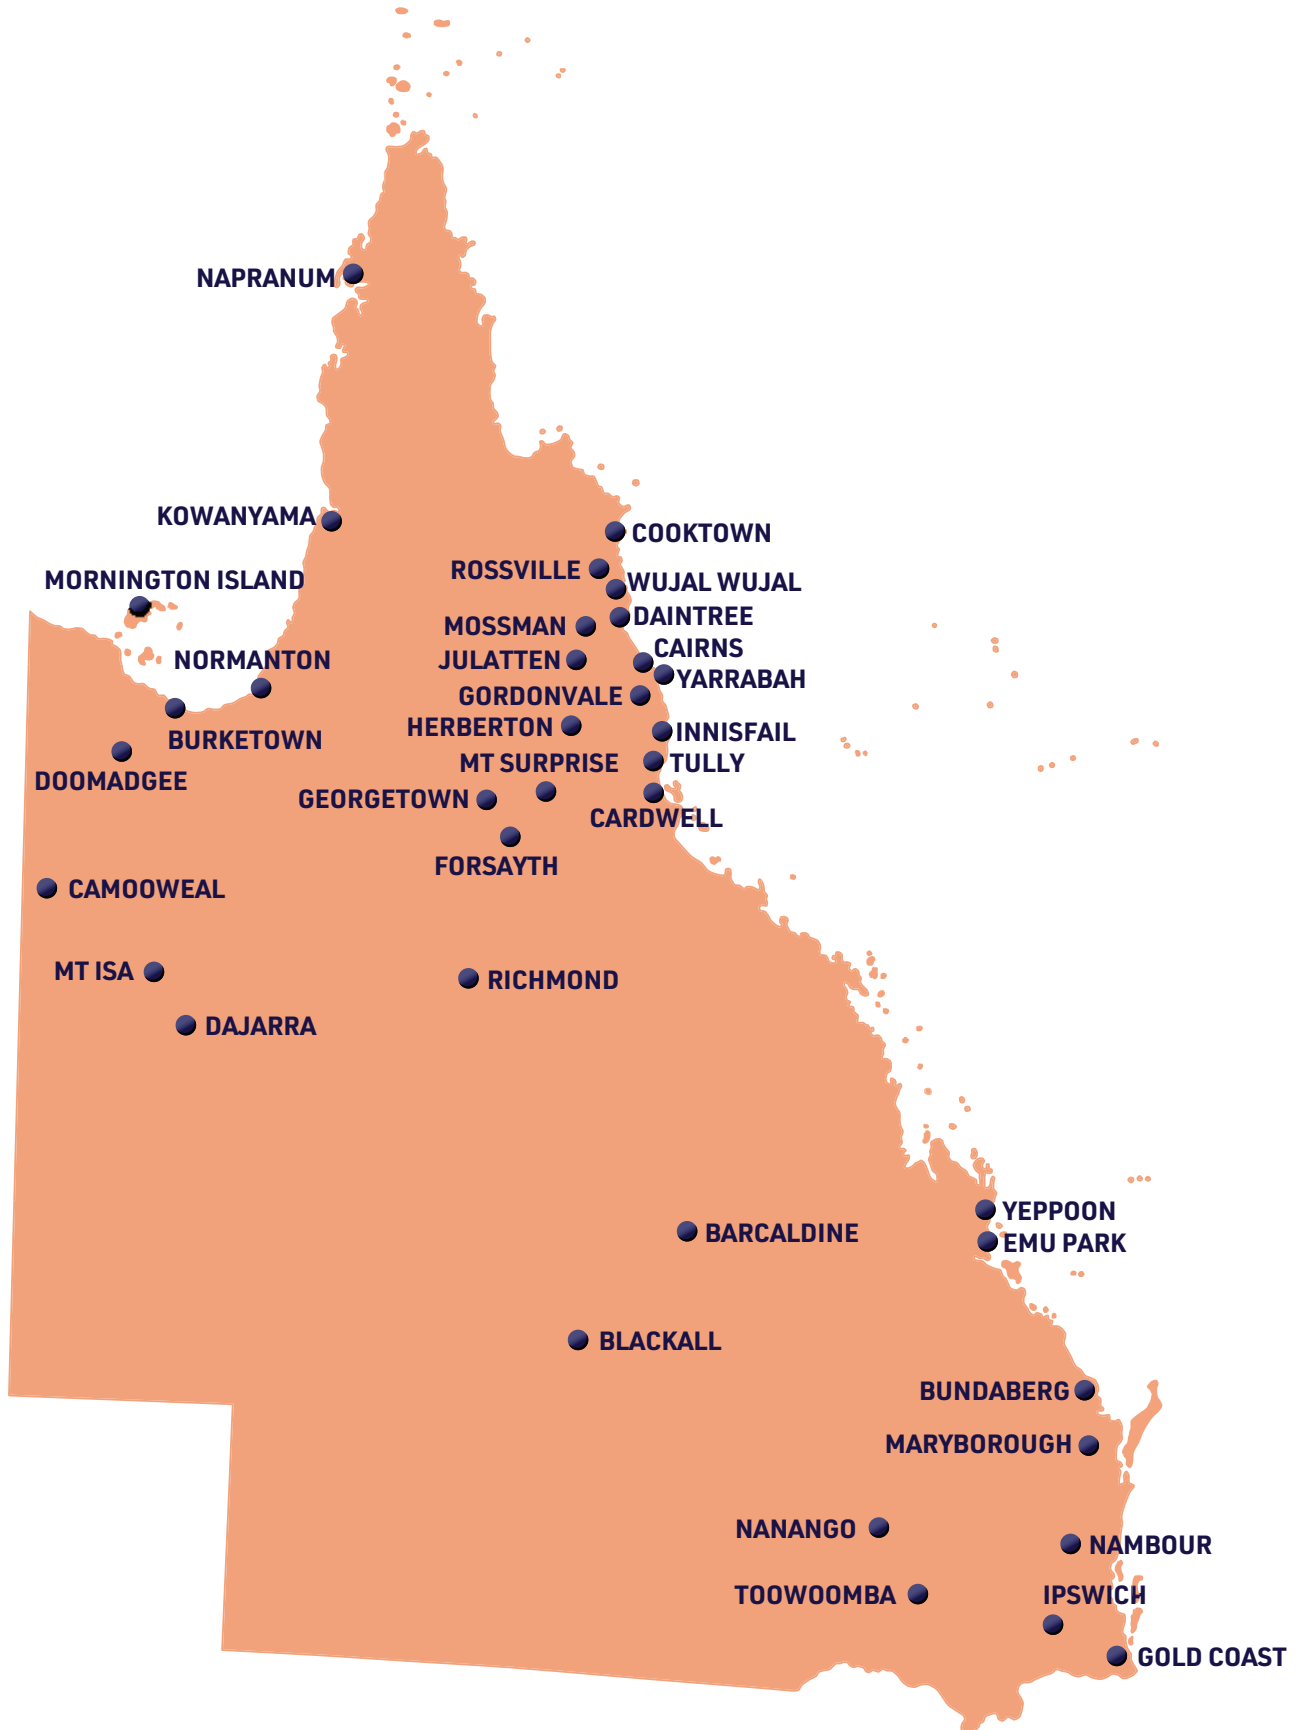 NAPRANUM
KOWANYAMA
COOKTOWN
ROSSVILLE
MORNINGTON ISLAND
WUJAL WUJAL
DAINTREE
MOSSMAN
CAIRNS
NORMANTON
JULATTEN
YARRABAH
GORDONVALE
HERBERTON
INNISFAIL
BURKETOWN
MT SURPRISE
TULLY
DOOMADGEE
GEORGETOWN
CARDWELL
FORSAYTH
CAMOOWEAL
MT ISA
RICHMOND
DAJARRA
YEPPOON
BARCALDINE
EMU PARK
BLACKALL
BUNDABERG
MARYBOROUGH
NANANGO
NAMBOUR
TOOWOOMBA
IPSWICH
GOLD COAST